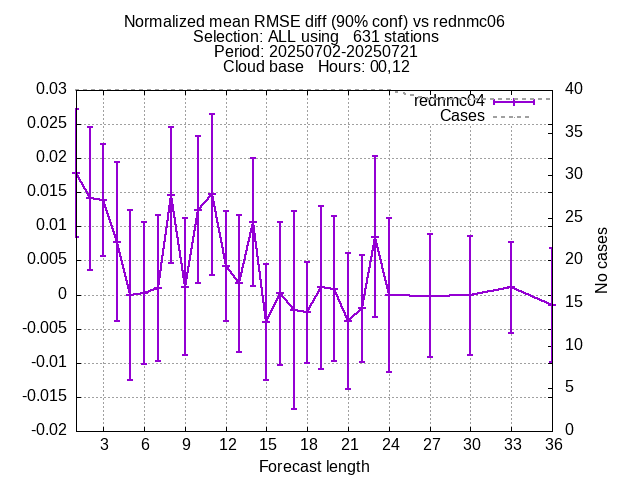 Normalized mean RMSE diff (90% conf) vs rednmc06
Selection: ALL using   631 stations
Period: 20250702-20250721
Cloud base   Hours: 00,12
0.03
0.025
0.02
0.015
0.01
0.005
0
-0.005
-0.01
-0.015
-0.02
rednmc04
Cases
40
35
30
25
20
15
10
5
0
No cases
3 6 9 12 15 18 21 24 27 30 33 36
Forecast length